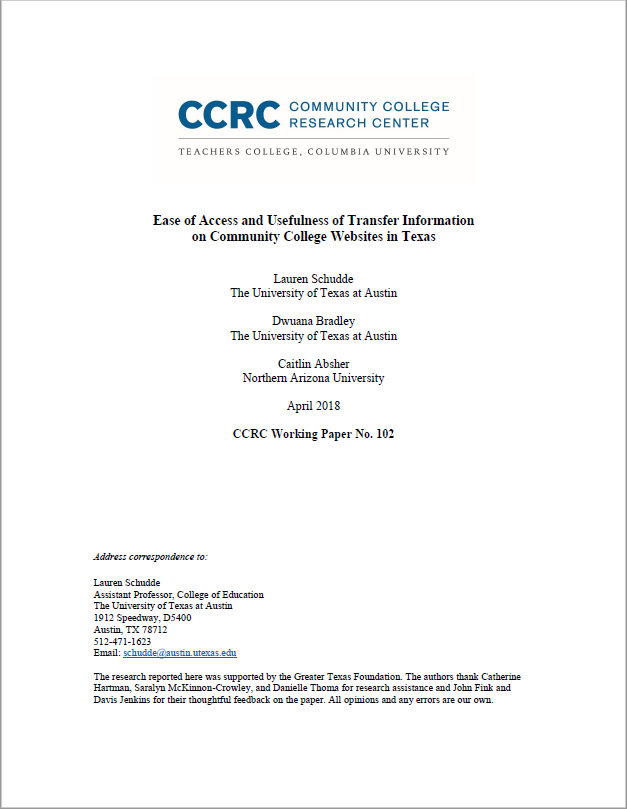 CCRC COMMUNITY COLLEGE
RESEARCH CENTER
TEACHERS COLLEGE, COLUMBIA UNIVERSITY
Ease of Access and Usefulness of Transfer Information
on Community College Websites in Texas
Lauren Schudde
The University of Texas at Austin
Dwuana Bradley
The University of Texas at Austin
Caitlin Absher
Northern Arizona University
April 2018
CCRC Working Paper No. 102
Address correspondence to:
Lauren Schudde
Assistant Professor, College of Education
The University of Texas at Austin
1912 Speedway, D5400
Austin, TX 78712
512-471-1623
Email: schudde@austin.utexas.edu
The research reported here was supported by the Greater Texas Foundation. The authors thank Catherine
Hartman, Saralyn McKinnon-Crowley, and Danielle Thoma for research assistance and John Fink and
Davis Jenkins for their thoughtful feedback on the paper. All opinions and any errors are our own.